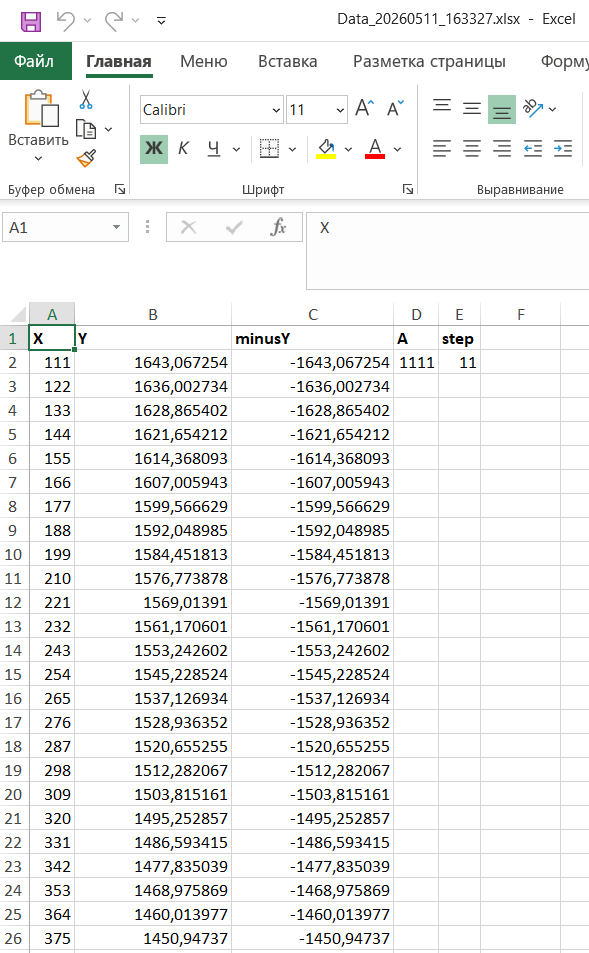 Data_20260511_163327.xlsx - Excel
Файл Главная Меню Вставка Разметка страницы Форму
Вставить
Calibri 11
Ж К Ч
Буфер обмена Шрифт Выравнивание
A1 fx X
A B C D E F
1 X Y minusY A step
2 111 1643,067254 -1643,067254 1111 11
3 122 1636,002734 -1636,002734
4 133 1628,865402 -1628,865402
5 144 1621,654212 -1621,654212
6 155 1614,368093 -1614,368093
7 166 1607,005943 -1607,005943
8 177 1599,566629 -1599,566629
9 188 1592,048985 -1592,048985
10 199 1584,451813 -1584,451813
11 210 1576,773878 -1576,773878
12 221 1569,01391 -1569,01391
13 232 1561,170601 -1561,170601
14 243 1553,242602 -1553,242602
15 254 1545,228524 -1545,228524
16 265 1537,126934 -1537,126934
17 276 1528,936352 -1528,936352
18 287 1520,655255 -1520,655255
19 298 1512,282067 -1512,282067
20 309 1503,815161 -1503,815161
21 320 1495,252857 -1495,252857
22 331 1486,593415 -1486,593415
23 342 1477,835039 -1477,835039
24 353 1468,975869 -1468,975869
25 364 1460,013977 -1460,013977
26 375 1450,94737 -1450,94737